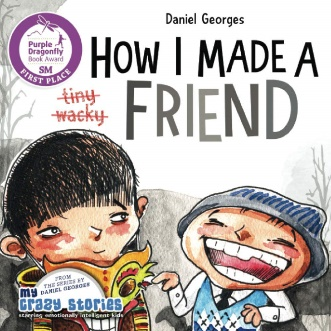 Daniel Georges
Purple
Dragonfly
Book Award
SM
FIRST PLACE
HOW I MADE A
tiny
wacky
FRIEND
FROM
THE SERIES BY
DANIEL GEORGES
my
crazy stories
starring emotionally intelligent kids